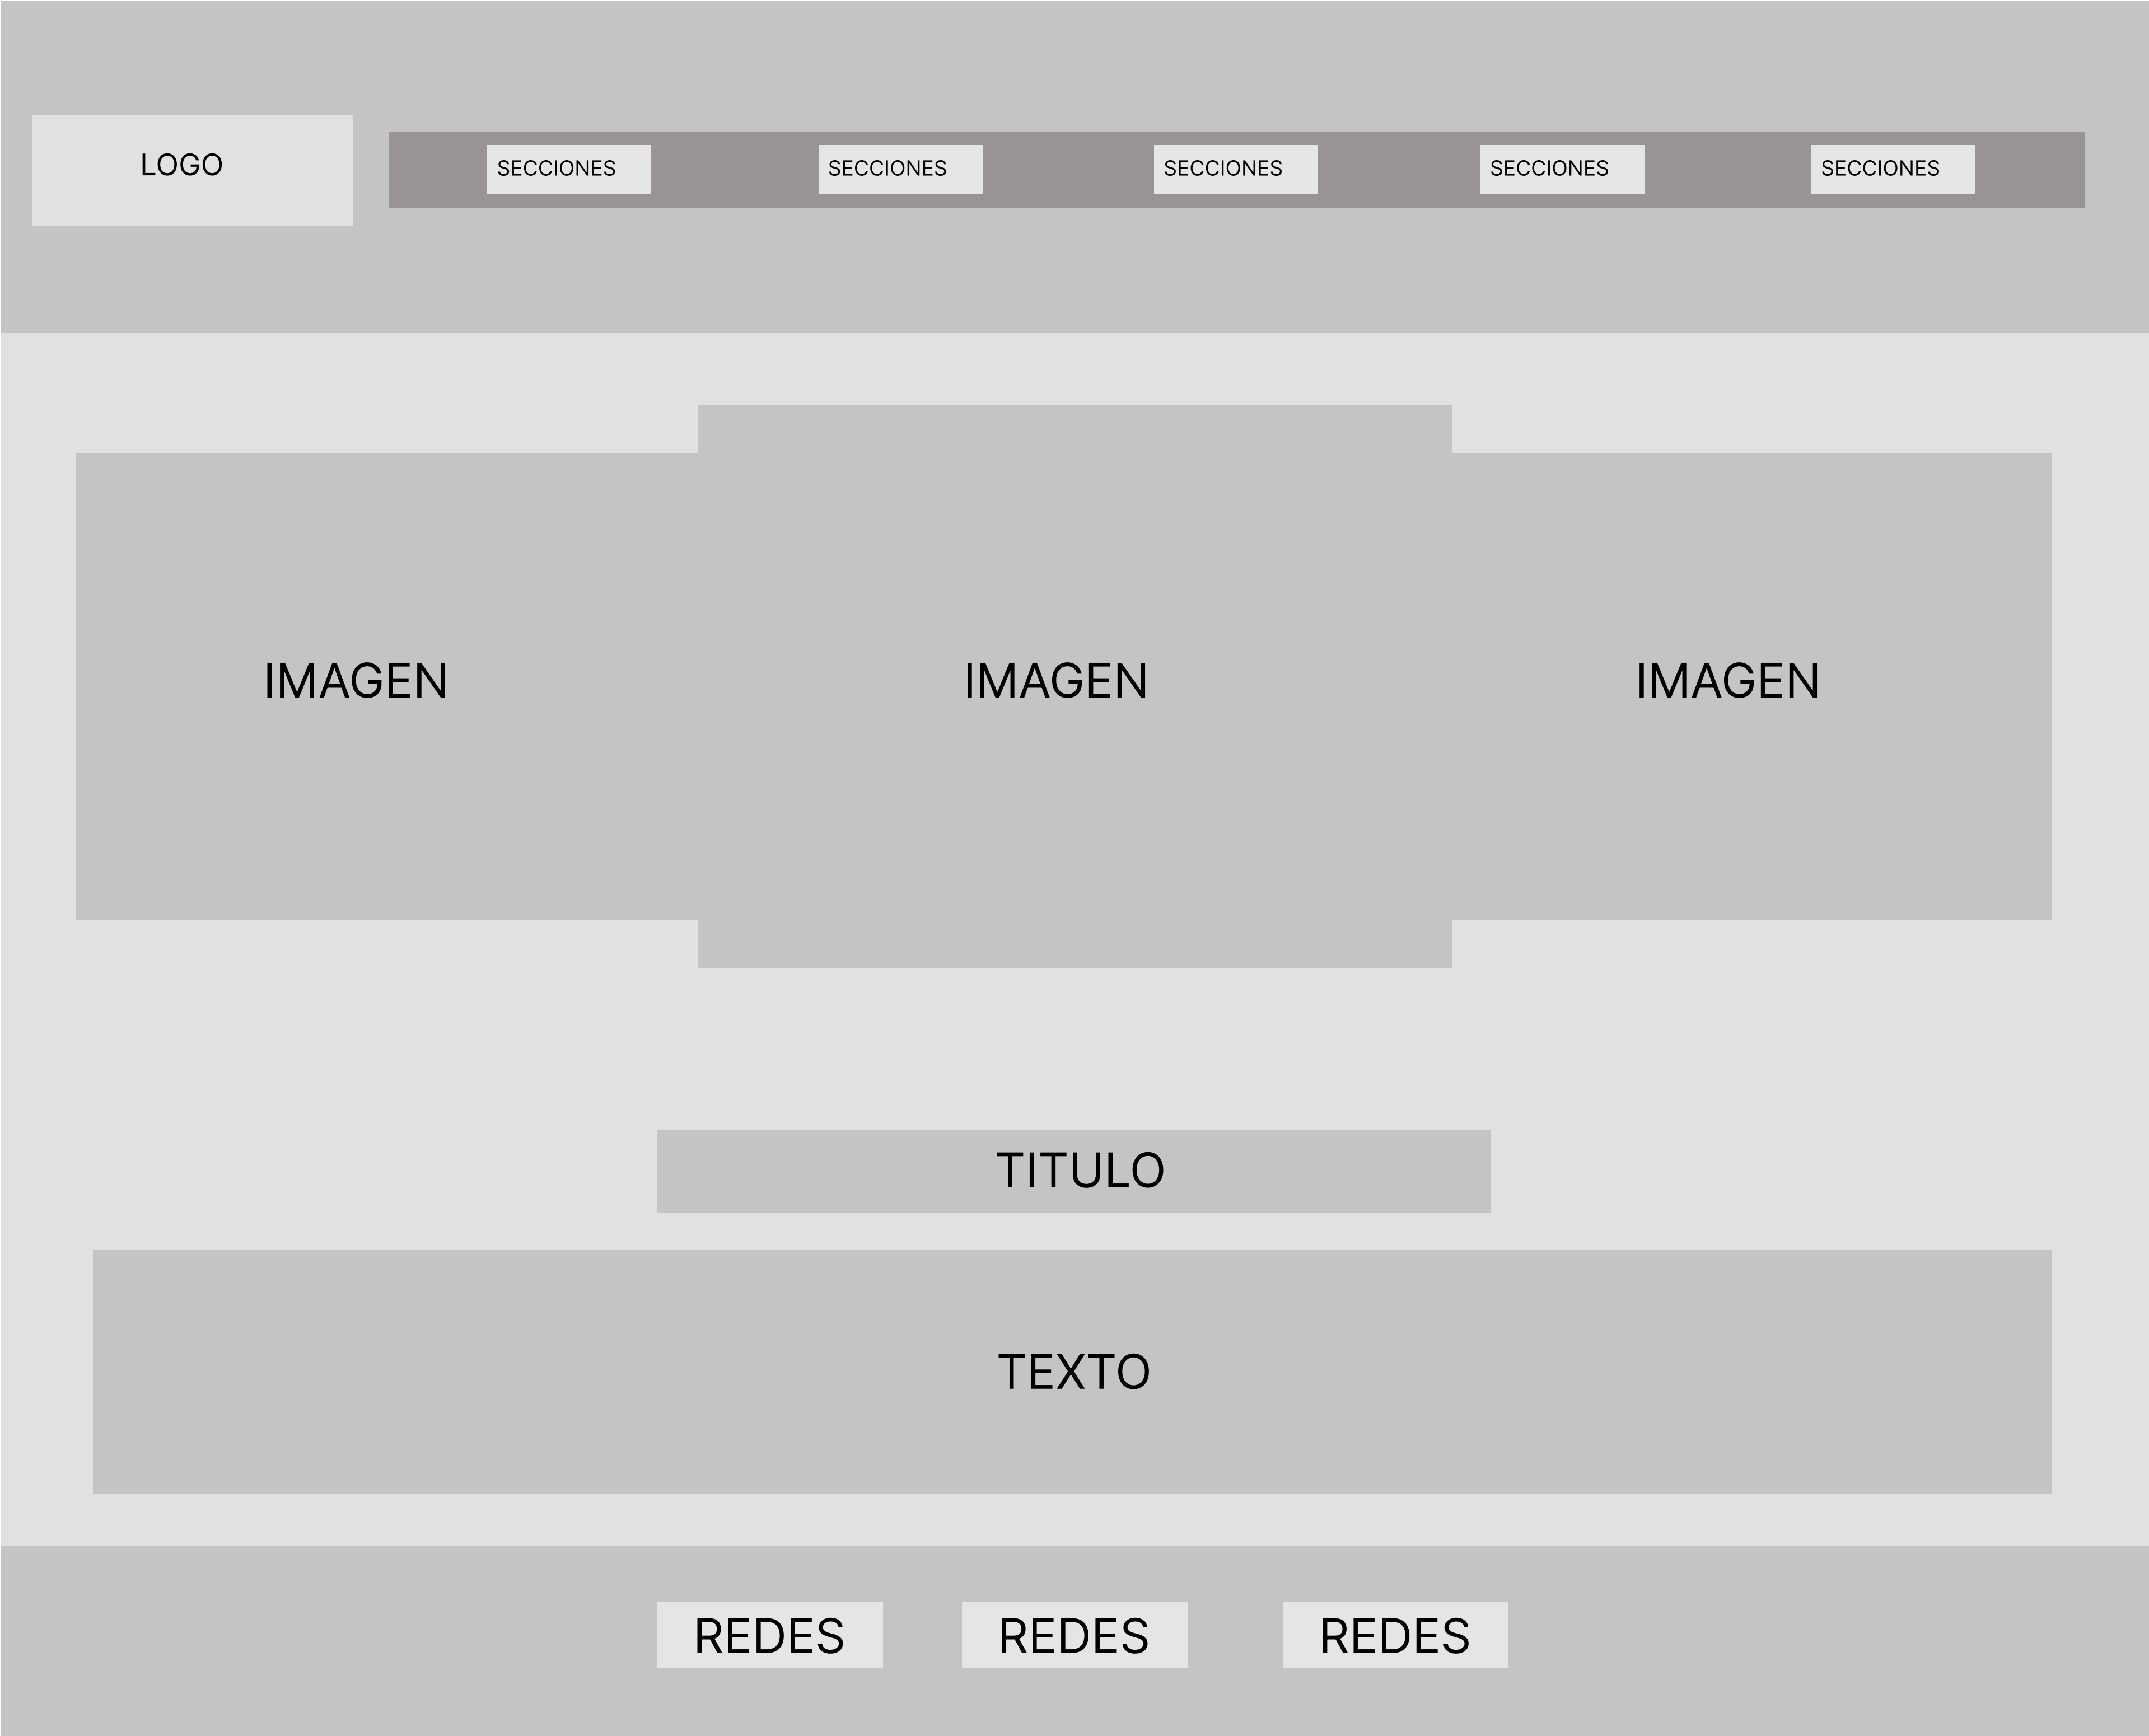 LOGO
SECCIONES
SECCIONES
SECCIONES
SECCIONES
SECCIONES
IMAGEN
IMAGEN
IMAGEN
TITULO
TEXTO
REDES
REDES
REDES